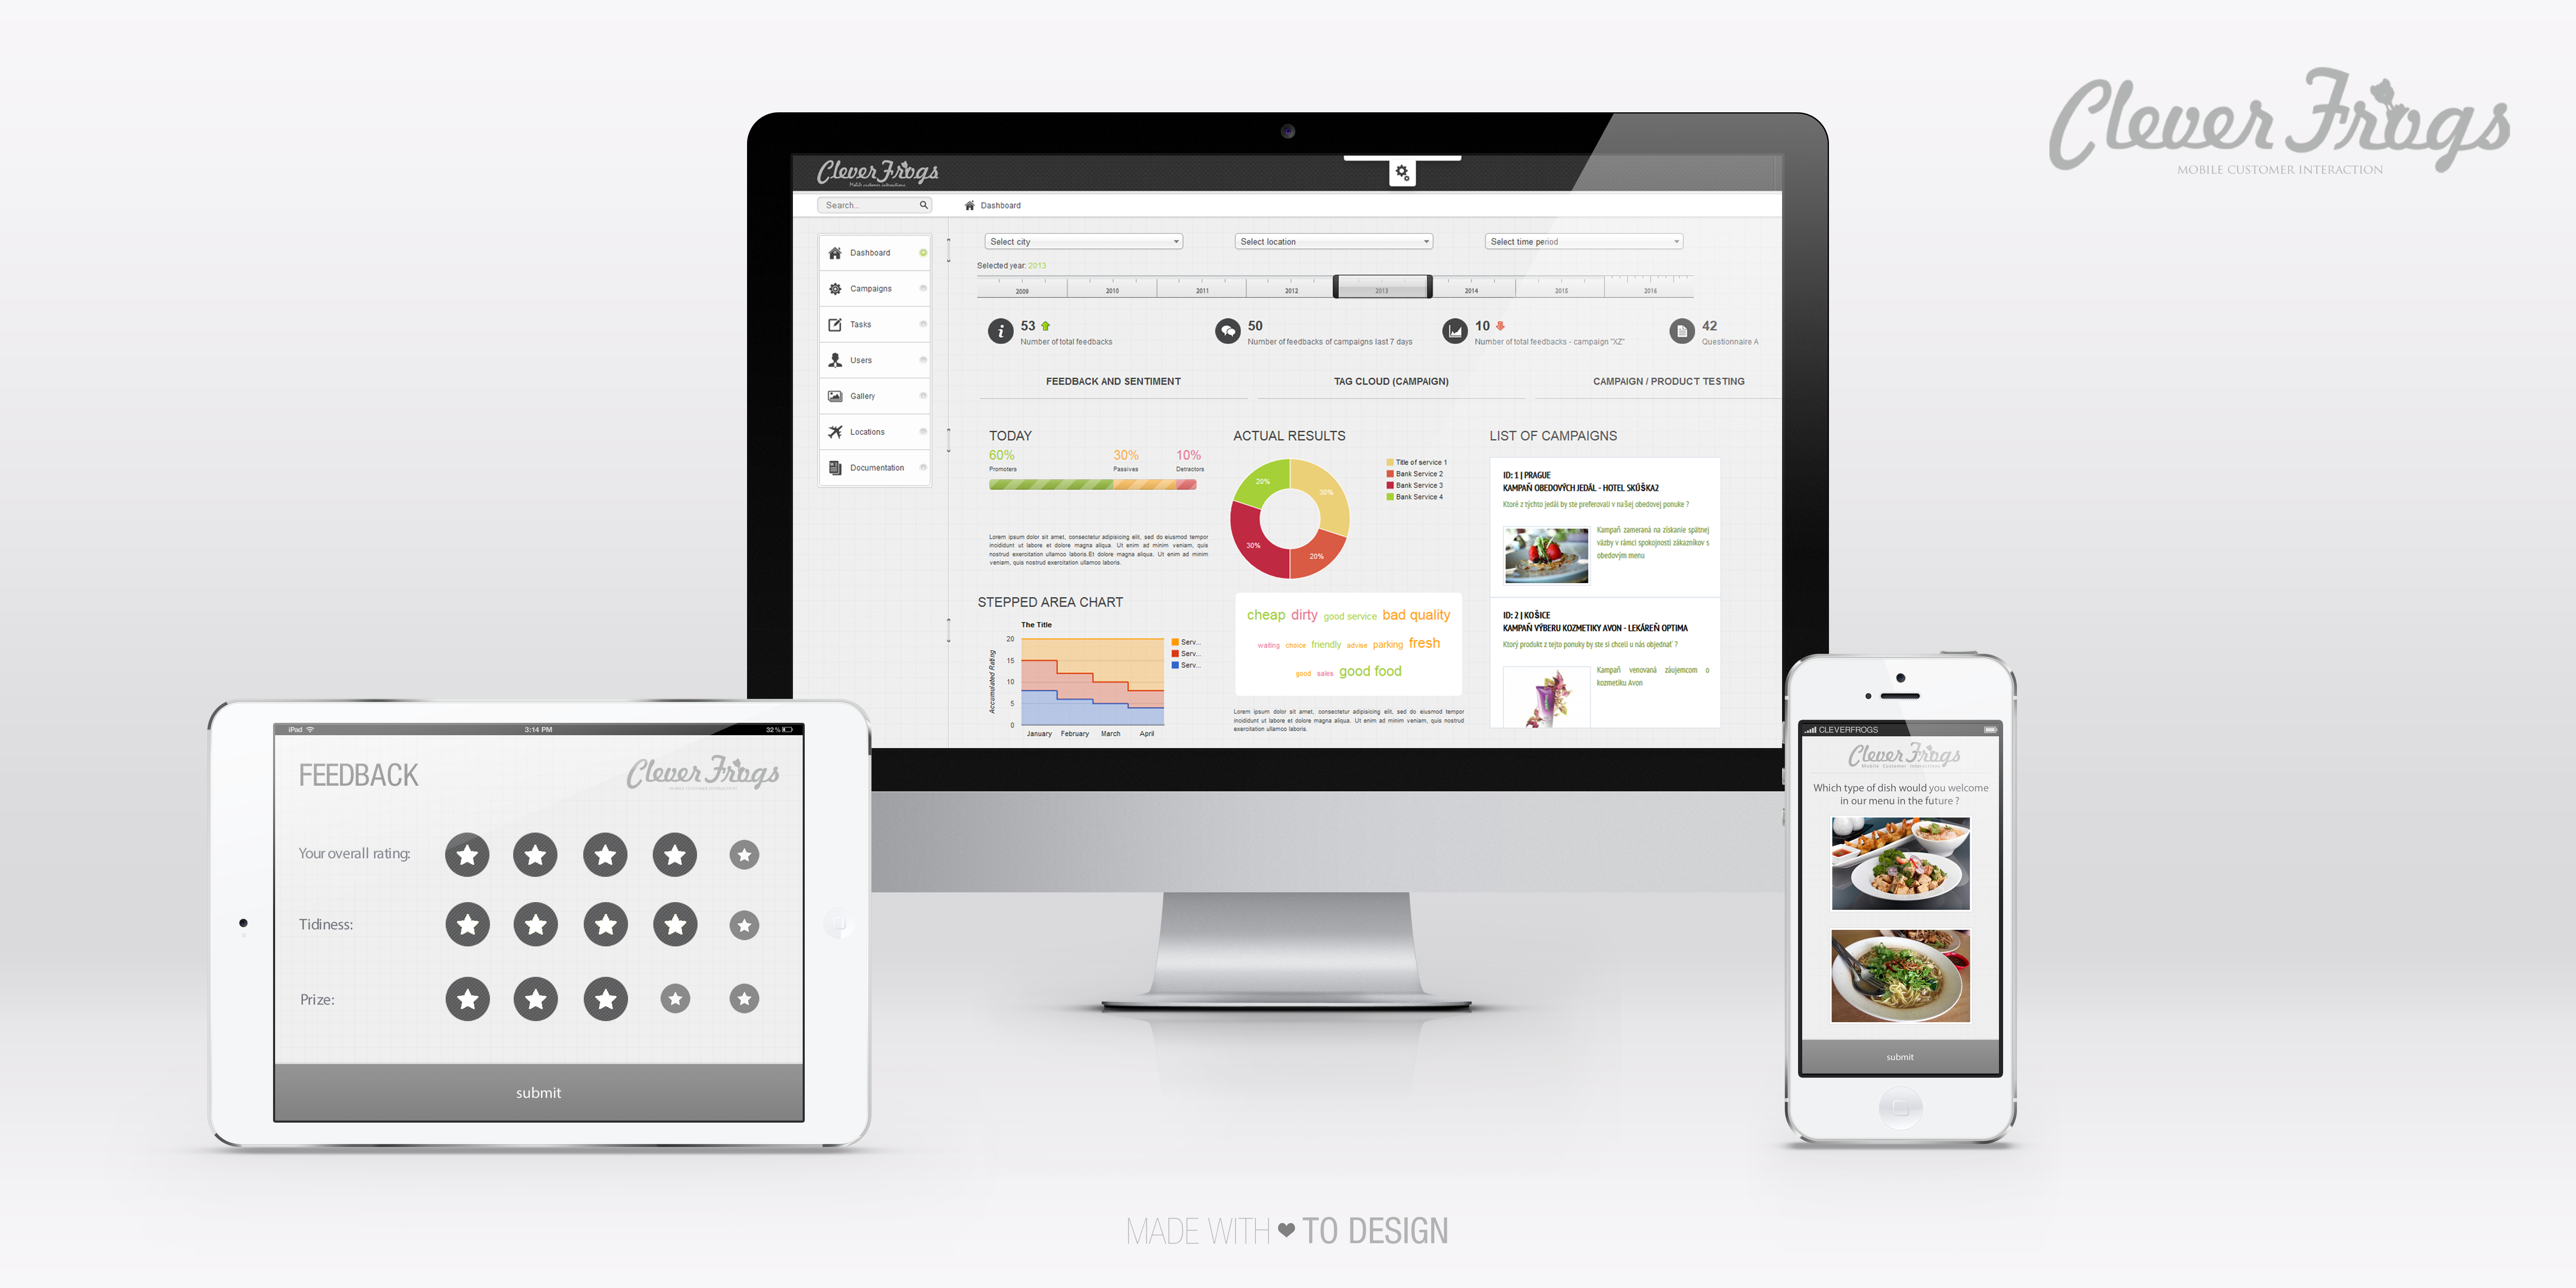 Clever Frogs
MOBILE CUSTOMER INTERACTION
Clever Frogs
Mobile customer interactions
Search...
Dashboard
Dashboard
Campaigns
Tasks
Users
Gallery
Locations
Documentation
Select city
Select location
Select time period
Selected year: 2013
2009 2010 2011 2012 2013 2014 2015 2016
53
Number of total feedbacks
50
Number of feedbacks of campaigns last 7 days
10
Number of total feedbacks - campaign "XZ"
42
Questionnaire A
FEEDBACK AND SENTIMENT
TAG CLOUD (CAMPAIGN)
CAMPAIGN / PRODUCT TESTING
TODAY
60% 30% 10%
Promoters Passives Detractors
Lorem ipsum dolor sit amet, consectetur adipisicing elit, sed do eiusmod tempor
incididunt ut labore et dolore magna aliqua. Ut enim ad minim veniam, quis
nostrud exercitation ullamco laboris.Et dolore magna aliqua. Ut enim ad minim
veniam, quis nostrud exercitation ullamco laboris.
STEPPED AREA CHART
The Title
Accumulated Rating
20
15
10
5
0
January February March April
Serv...
Serv...
Serv...
ACTUAL RESULTS
20%
30%
30%
20%
Title of service 1
Bank Service 2
Bank Service 3
Bank Service 4
cheap dirty good service bad quality
waiting choice friendly advise parking fresh
good sales good food
Lorem ipsum dolor sit amet, consectetur adipisicing elit, sed do eiusmod tempor
incididunt ut labore et dolore magna aliqua. Ut enim ad minim veniam, quis nostrud
exercitation ullamco laboris.
LIST OF CAMPAIGNS
ID: 1 | PRAGUE
KAMPAŇ OBEDOVÝCH JEDÁL - HOTEL SKÚŠKA2
Ktoré z týchto jedál by ste preferovali v našej obedovej ponuke ?
Kampaň zameraná na získanie spätnej
väzby v rámci spokojnosti zákazníkov s
obedovým menu
ID: 2 | KOŠICE
KAMPAŇ VÝBERU KOZMETIKY AVON - LEKÁREŇ OPTIMA
Ktorý produkt z tejto ponuky by ste si chceli u nás objednať ?
Kampaň venovaná záujemcom o
kozmetiku Avon
iPad
3:14 PM
32 %
FEEDBACK
Clever Frogs
MOBILE CUSTOMER INTERACTION
Your overall rating:
Tidiness:
Prize:
submit
CLEVERFROGS
Clever Frogs
Mobile Customer Interactions
Which type of dish would you welcome
in our menu in the future ?
submit
MADE WITH ❤ TO DESIGN